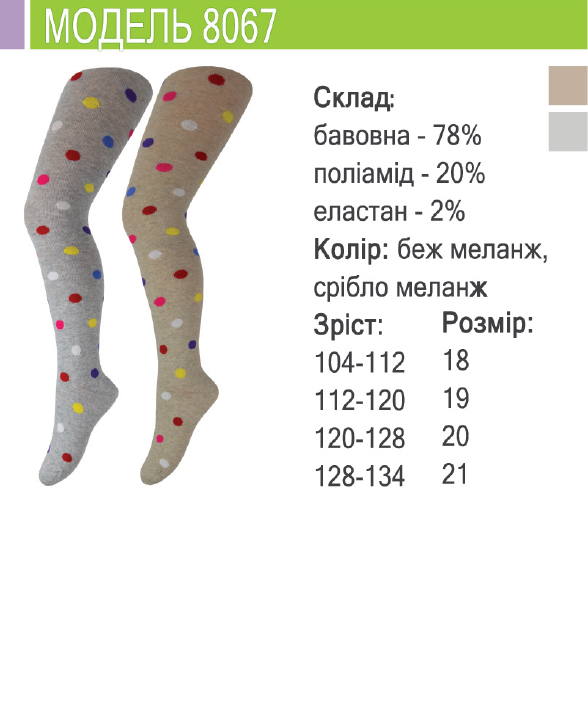 МОДЕЛЬ 8067
Склад:
бавовна - 78%
поліамід - 20%
еластан - 2%
Колір: беж меланж,
срібло меланж
Зріст: Розмір:
104-112 18
112-120 19
120-128 20
128-134 21